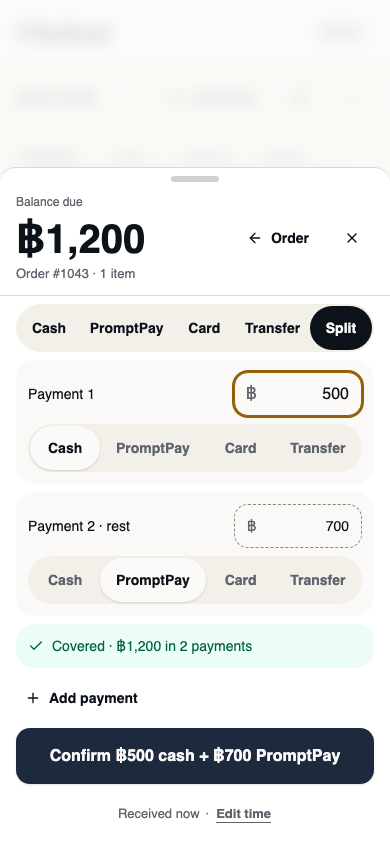 Balance due
฿1,200
← Order ×
Order #1043 · 1 item
Cash PromptPay Card Transfer Split
Payment 1 ฿ 500
Cash PromptPay Card Transfer
Payment 2 · rest ฿ 700
Cash PromptPay Card Transfer
✓ Covered · ฿1,200 in 2 payments
+ Add payment
Confirm ฿500 cash + ฿700 PromptPay
Received now · Edit time